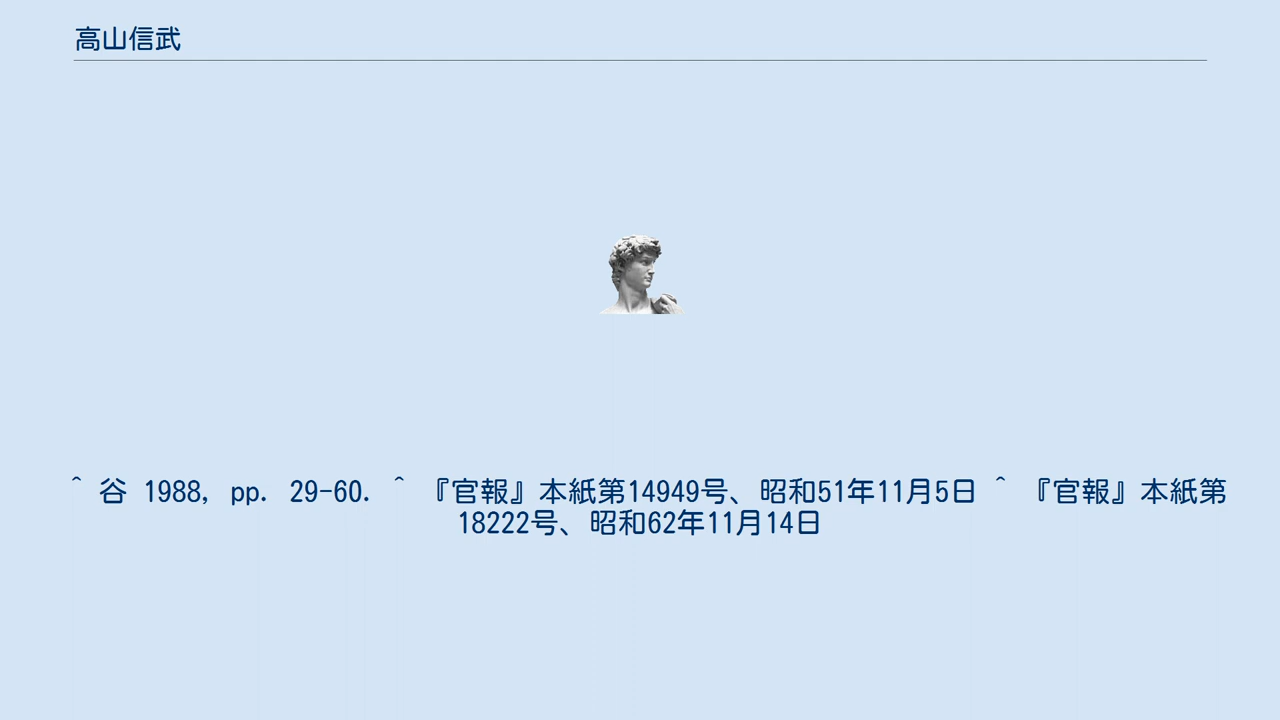 高山信武
^ 谷 1988, pp. 29-60. ^ 『官報』本紙第14949号、昭和51年11月5日 ^ 『官報』本紙第
18222号、昭和62年11月14日